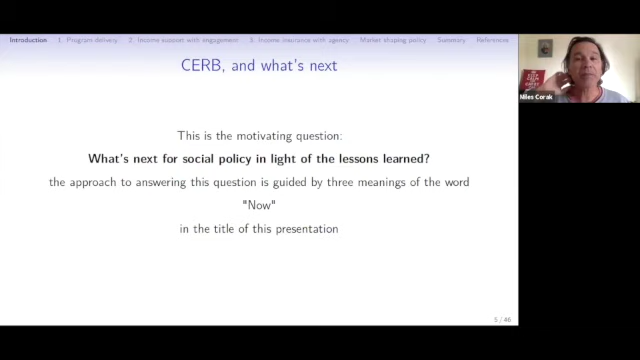 Introduction 1. Program delivery 2. Income support with engagement 3. Income insurance with agency Market shaping policy Summary References
CERB, and what's next
This is the motivating question:
What's next for social policy in light of the lessons learned?
the approach to answering this question is guided by three meanings of the word
"Now"
in the title of this presentation
5 / 46
Miles Corak